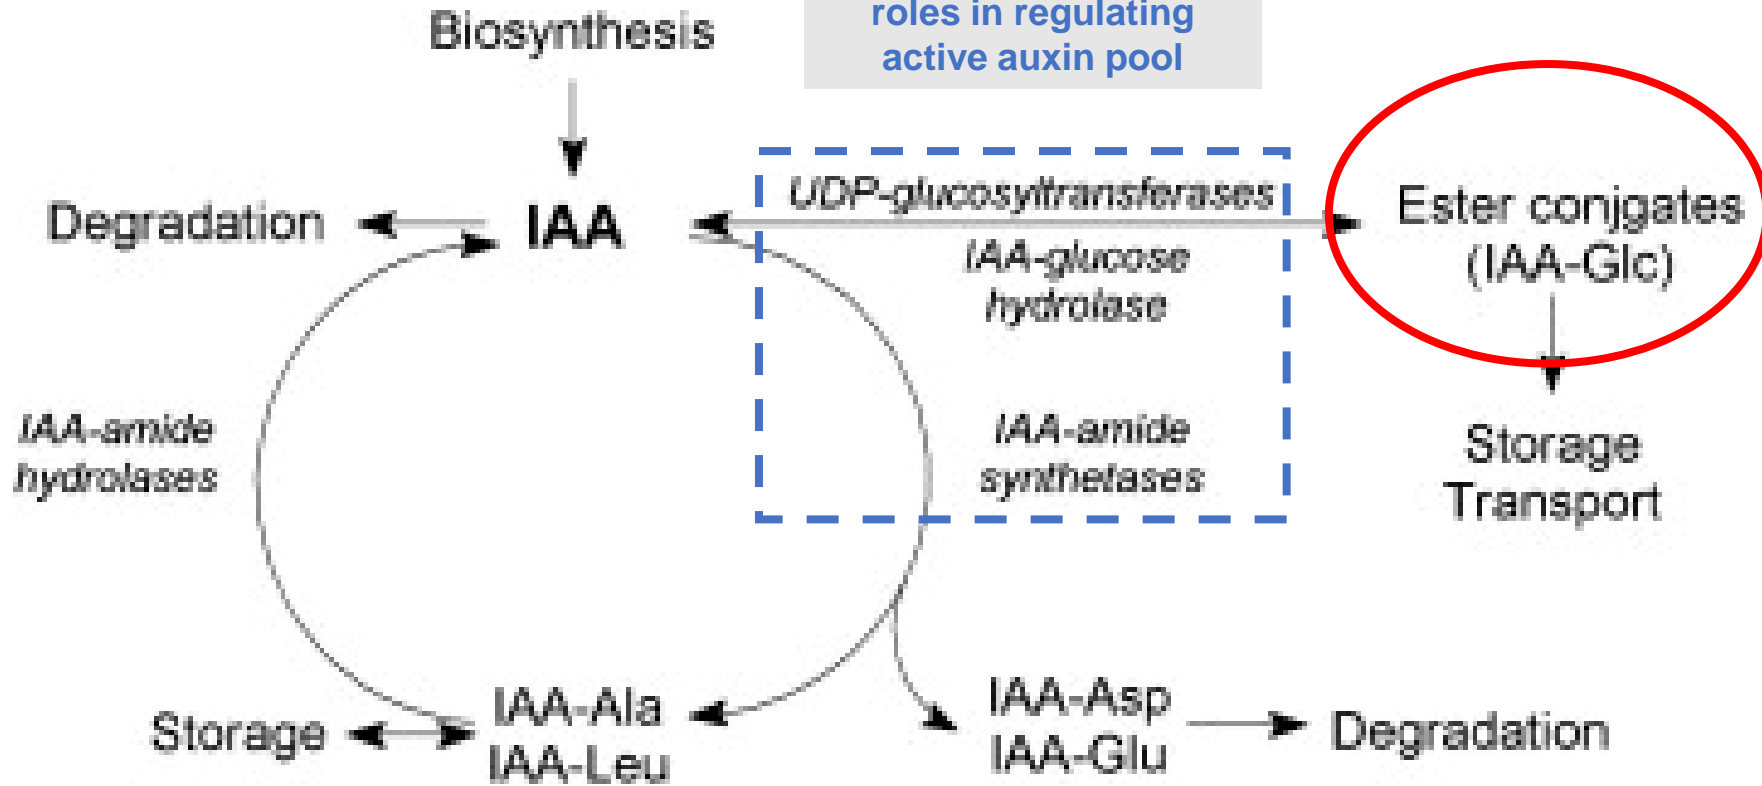 roles in regulating
active auxin pool
Biosynthesis
Degradation
IAA
UDP-glucosyltransferases
IAA-glucose
hydrolase
Ester conjgates
(IAA-Glc)
IAA-amide
hydrolases
IAA-amide
synthetases
Storage
Transport
Storage
IAA-Ala
IAA-Leu
IAA-Asp
IAA-Glu
Degradation